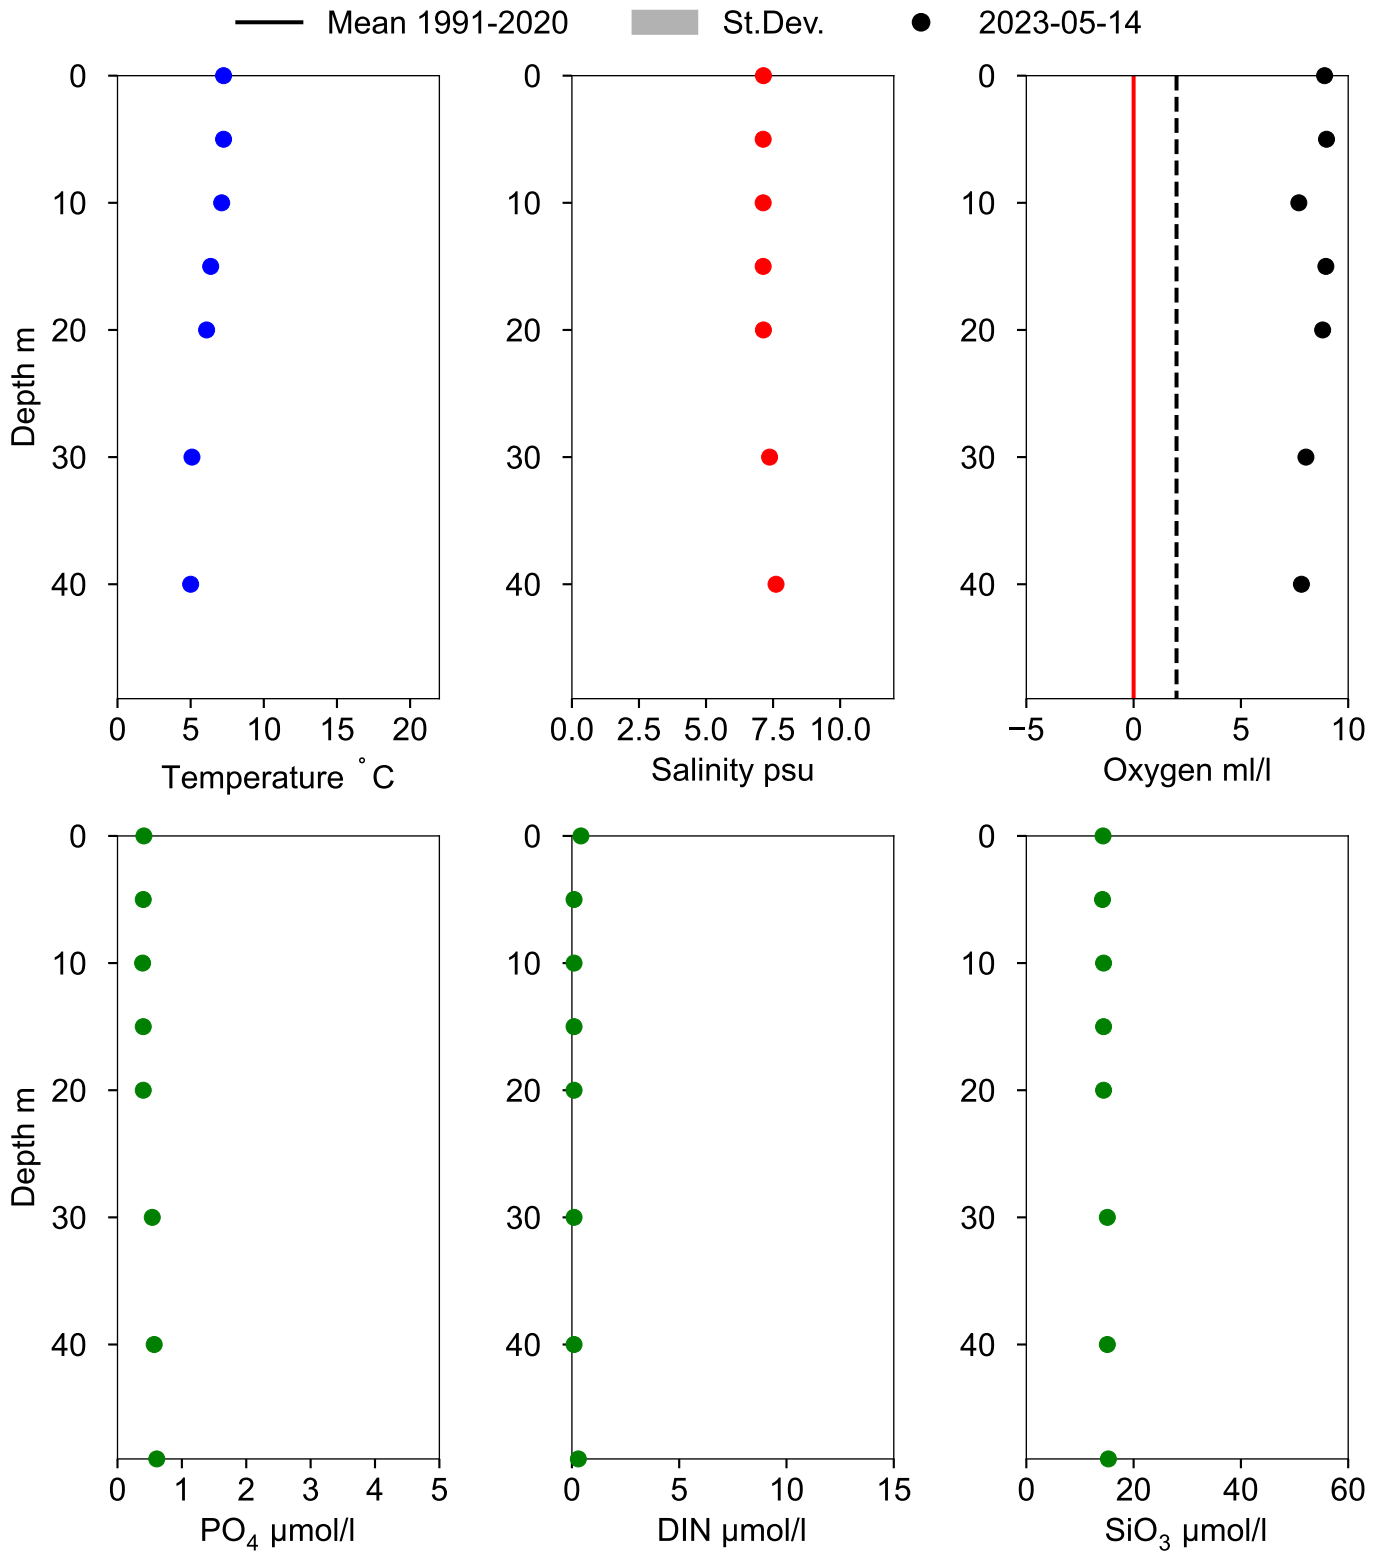 Mean 1991-2020 St.Dev. 2023-05-14
0 0 0
10 10 10
20 20 20
30 30 30
40 40 40
Depth m
0 5 10 15 20 0.0 2.5 5.0 7.5 10.0 −5 0 5 10
Temperature °C Salinity psu Oxygen ml/l
0 0 0
10 10 10
20 20 20
30 30 30
40 40 40
Depth m
0 1 2 3 4 5 0 5 10 15 0 20 40 60
PO₄ µmol/l DIN µmol/l SiO₃ µmol/l